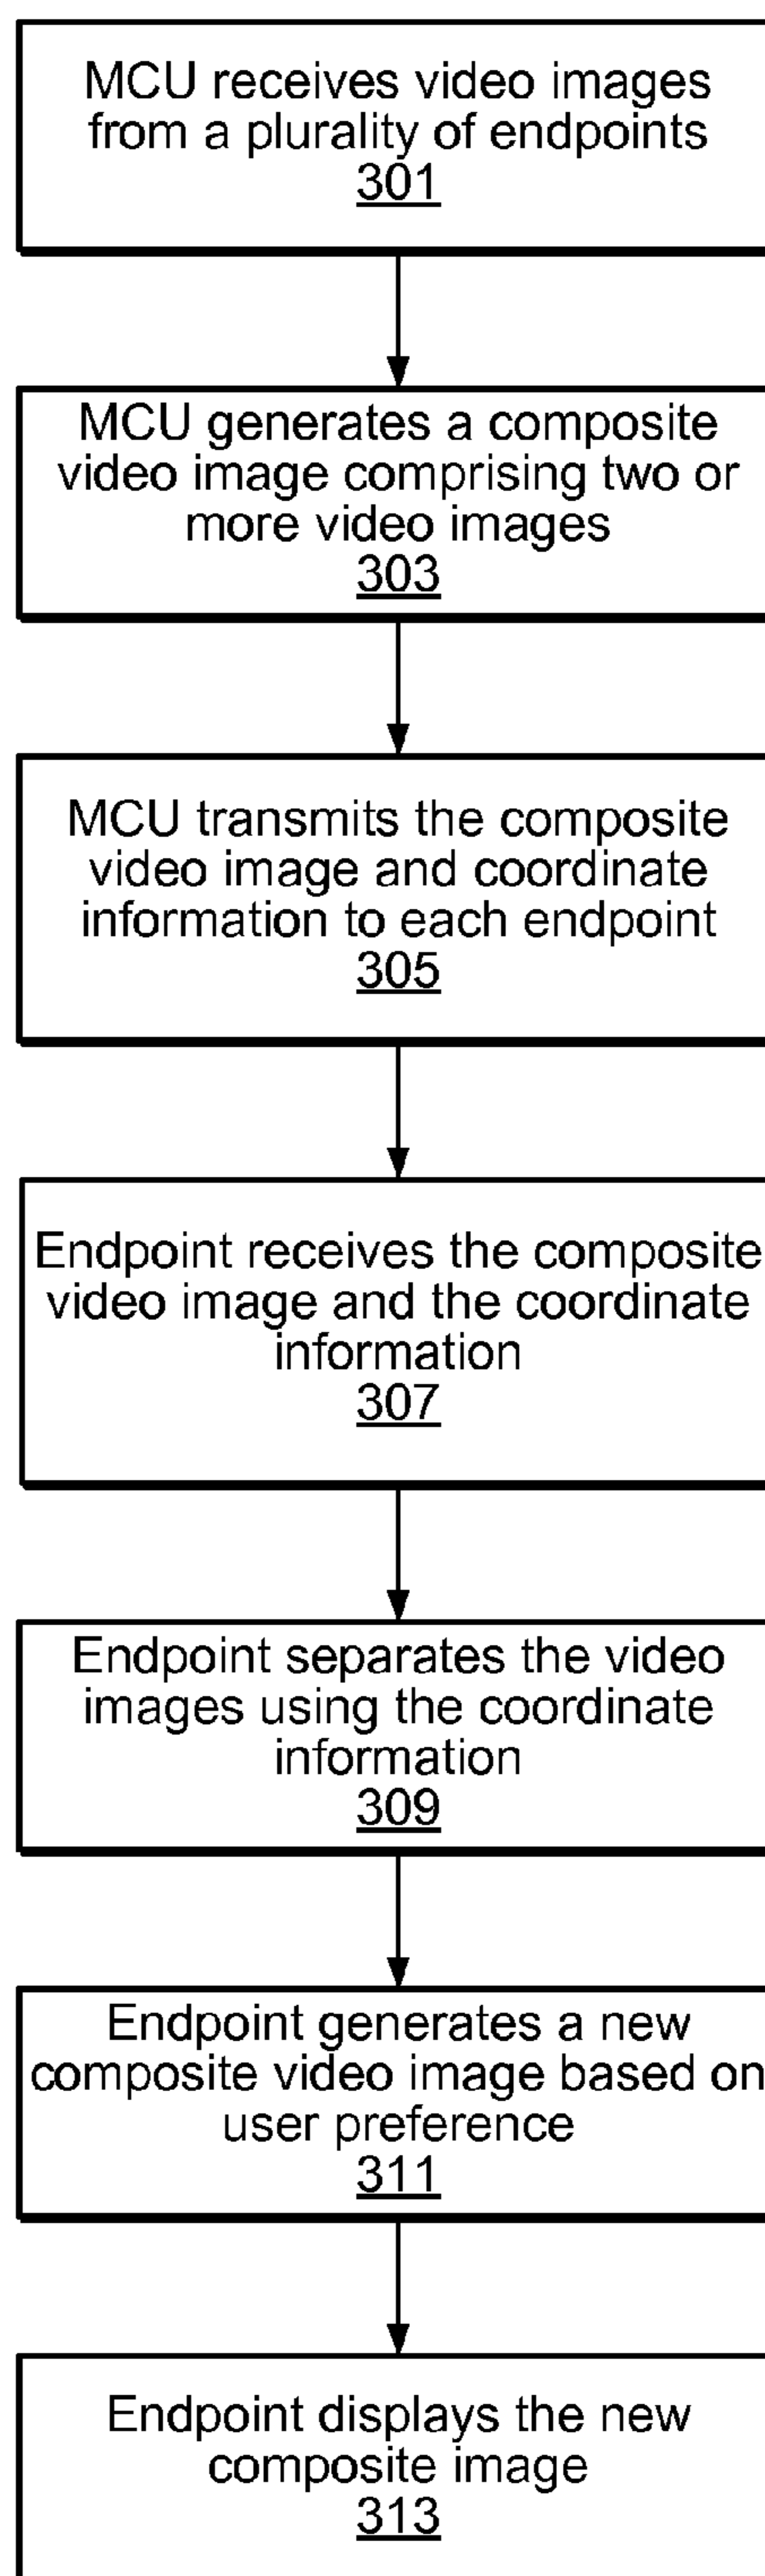 MCU receives video images
from a plurality of endpoints
301
MCU generates a composite
video image comprising two or
more video images
303
MCU transmits the composite
video image and coordinate
information to each endpoint
305
Endpoint receives the composite
video image and the coordinate
information
307
Endpoint separates the video
images using the coordinate
information
309
Endpoint generates a new
composite video image based on
user preference
311
Endpoint displays the new
composite image
313